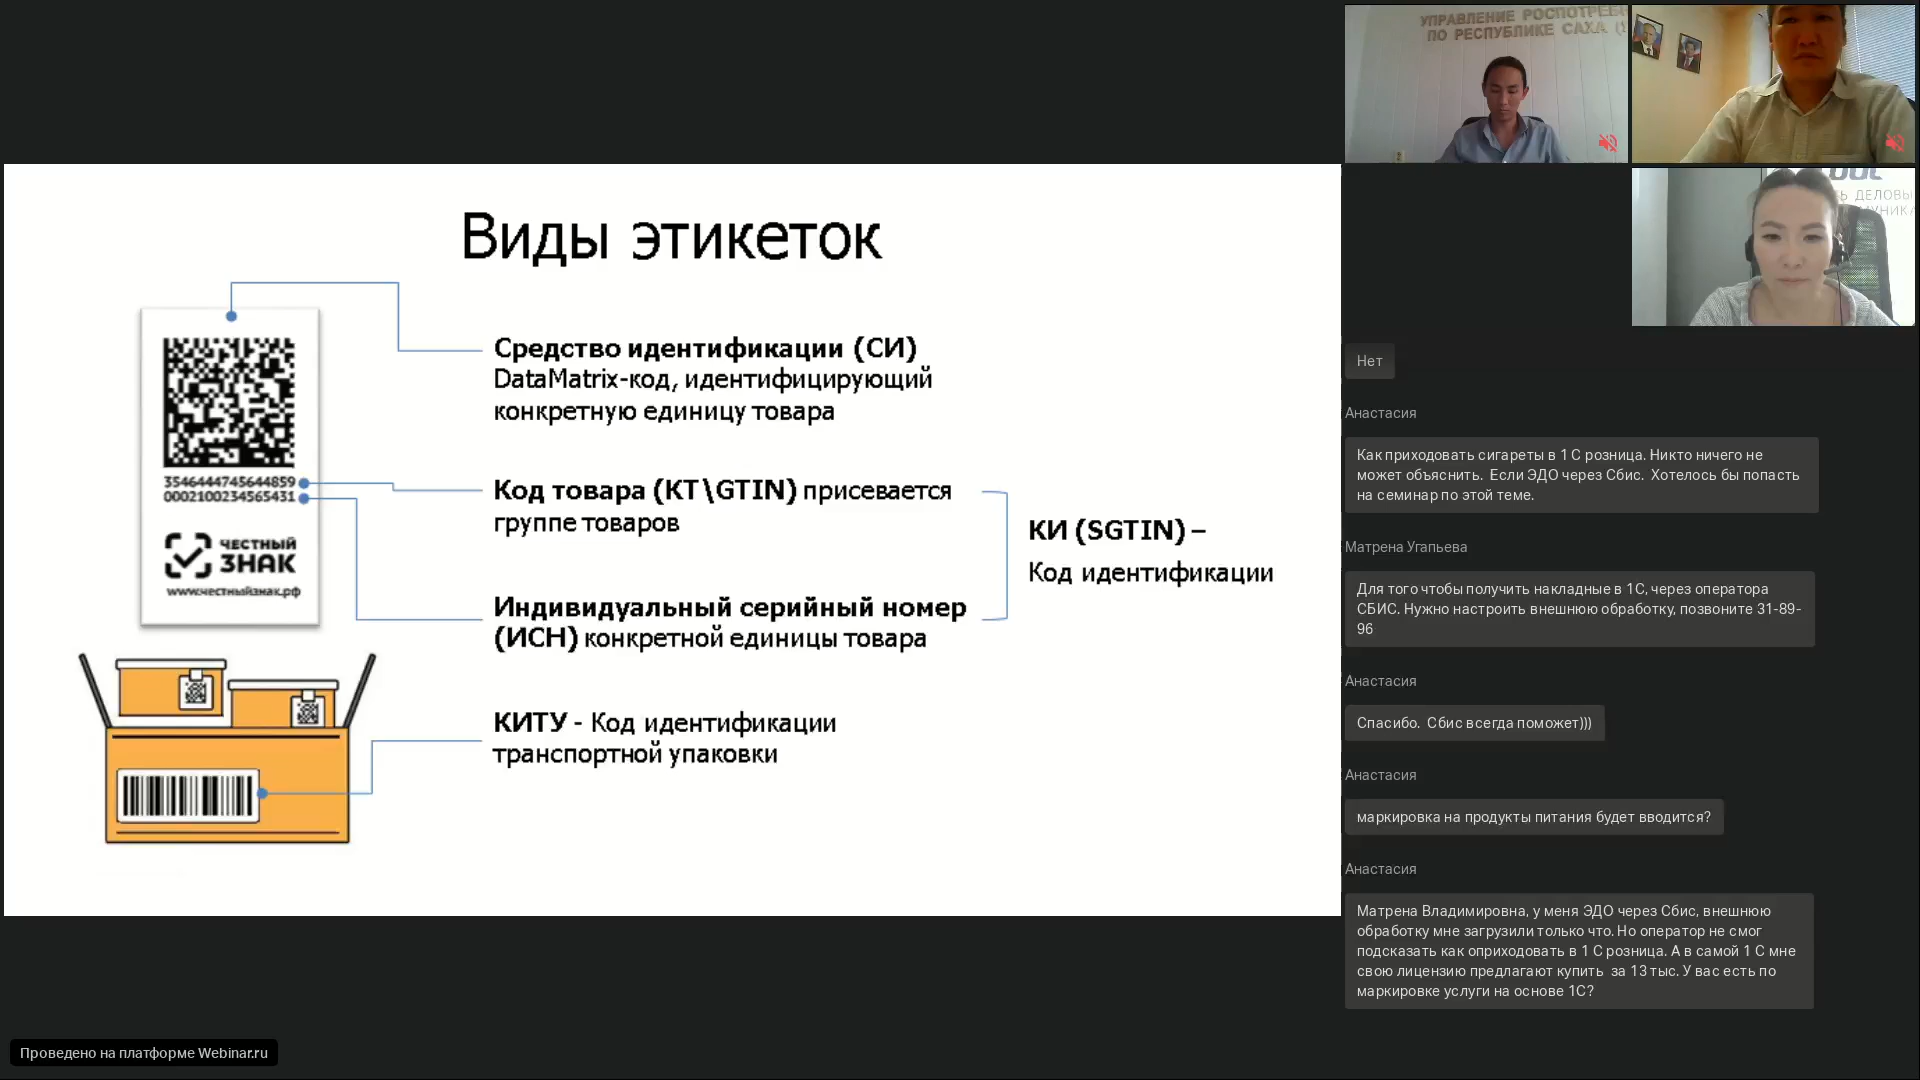 Виды этикеток
Средство идентификации (СИ)
DataMatrix-код, идентифицирующий
конкретную единицу товара
3546444745644859
0002100234565431
ЧЕСТНЫЙ
ЗНАК
www.честныйзнак.рф
Код товара (КТ\GTIN) присевается
группе товаров
КИ (SGTIN) –
Код идентификации
Индивидуальный серийный номер
(ИСН) конкретной единицы товара
КИТУ - Код идентификации
транспортной упаковки
Проведено на платформе Webinar.ru
УПРАВЛЕНИЕ РОСПОТРЕБ
ПО РЕСПУБЛИКЕ САХА (
Ь ДЕЛОВЫ
Нет
Анастасия
Как приходовать сигареты в 1 С розница. Никто ничего не
может объяснить. Если ЭДО через Сбис. Хотелось бы попасть
на семинар по этой теме.
Матрена Угапьева
Для того чтобы получить накладные в 1С, через оператора
СБИС. Нужно настроить внешнюю обработку, позвоните 31-89-
96
Анастасия
Спасибо. Сбис всегда поможет)))
Анастасия
маркировка на продукты питания будет вводится?
Анастасия
Матрена Владимировна, у меня ЭДО через Сбис, внешнюю
обработку мне загрузили только что. Но оператор не смог
подсказать как оприходовать в 1 С розница. А в самой 1 С мне
свою лицензию предлагают купить за 13 тыс. У вас есть по
маркировке услуги на основе 1С?